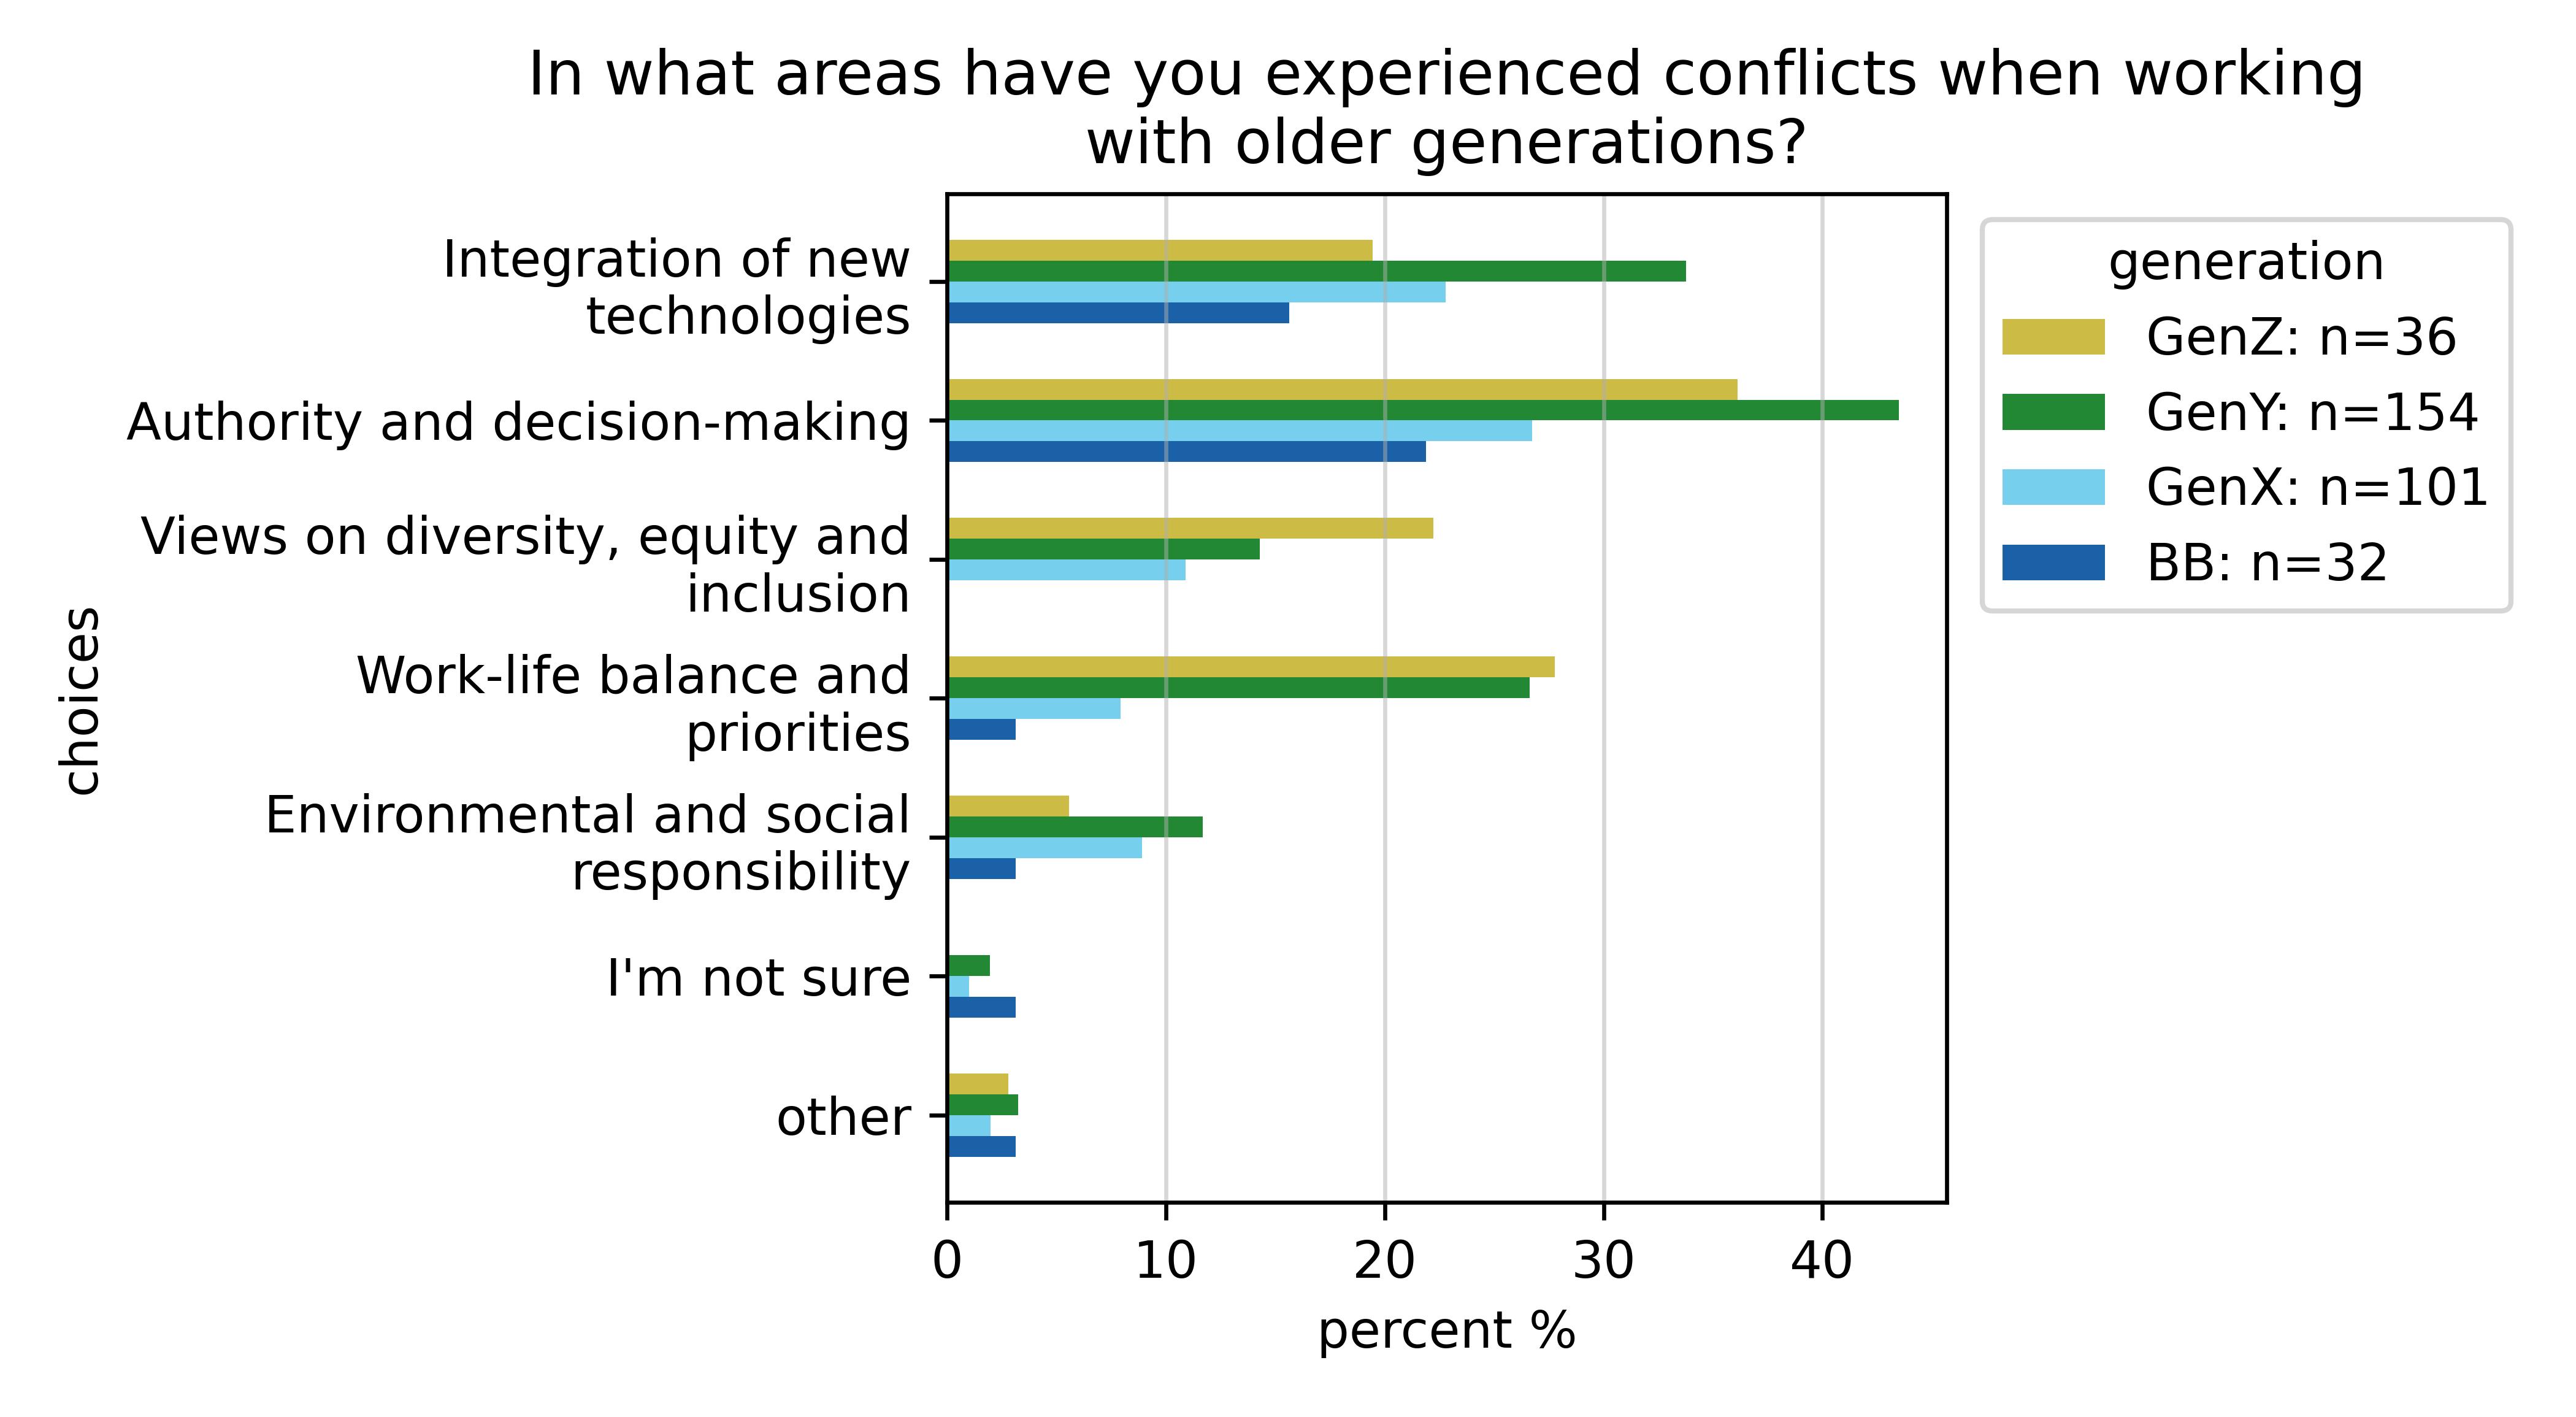 In what areas have you experienced conflicts when working
with older generations?
choices
Integration of new
technologies
Authority and decision-making
Views on diversity, equity and
inclusion
Work-life balance and
priorities
Environmental and social
responsibility
I'm not sure
other
0 10 20 30 40
percent %
generation
GenZ: n=36
GenY: n=154
GenX: n=101
BB: n=32